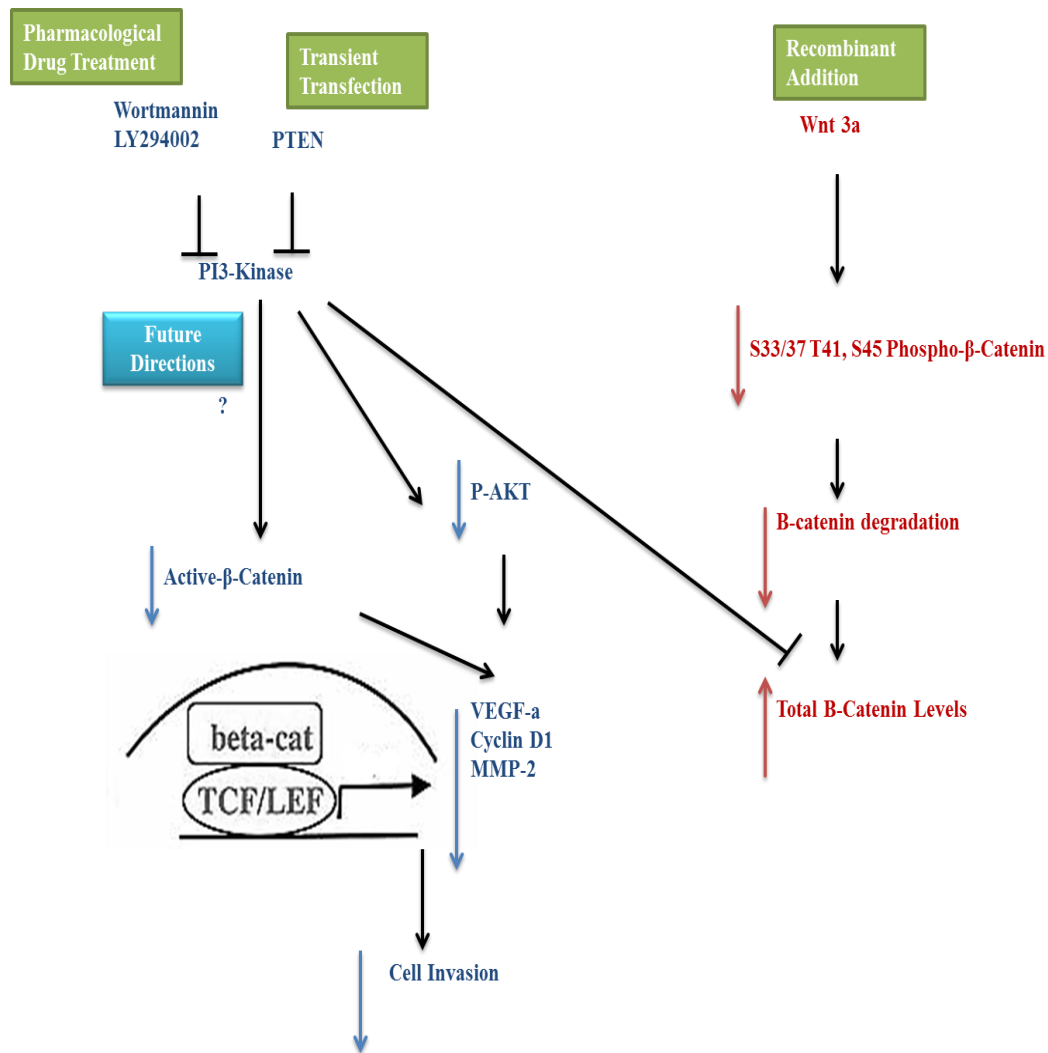 Pharmacological
Drug Treatment
Transient
Transfection
Recombinant
Addition
Wortmannin
LY294002
PTEN
Wnt 3a
PI3-Kinase
Future
Directions
?
S33/37 T41, S45 Phospho-β-Catenin
P-AKT
B-catenin degradation
Active-β-Catenin
VEGF-a
Cyclin D1
MMP-2
Total B-Catenin Levels
beta-cat
TCF/LEF
Cell Invasion